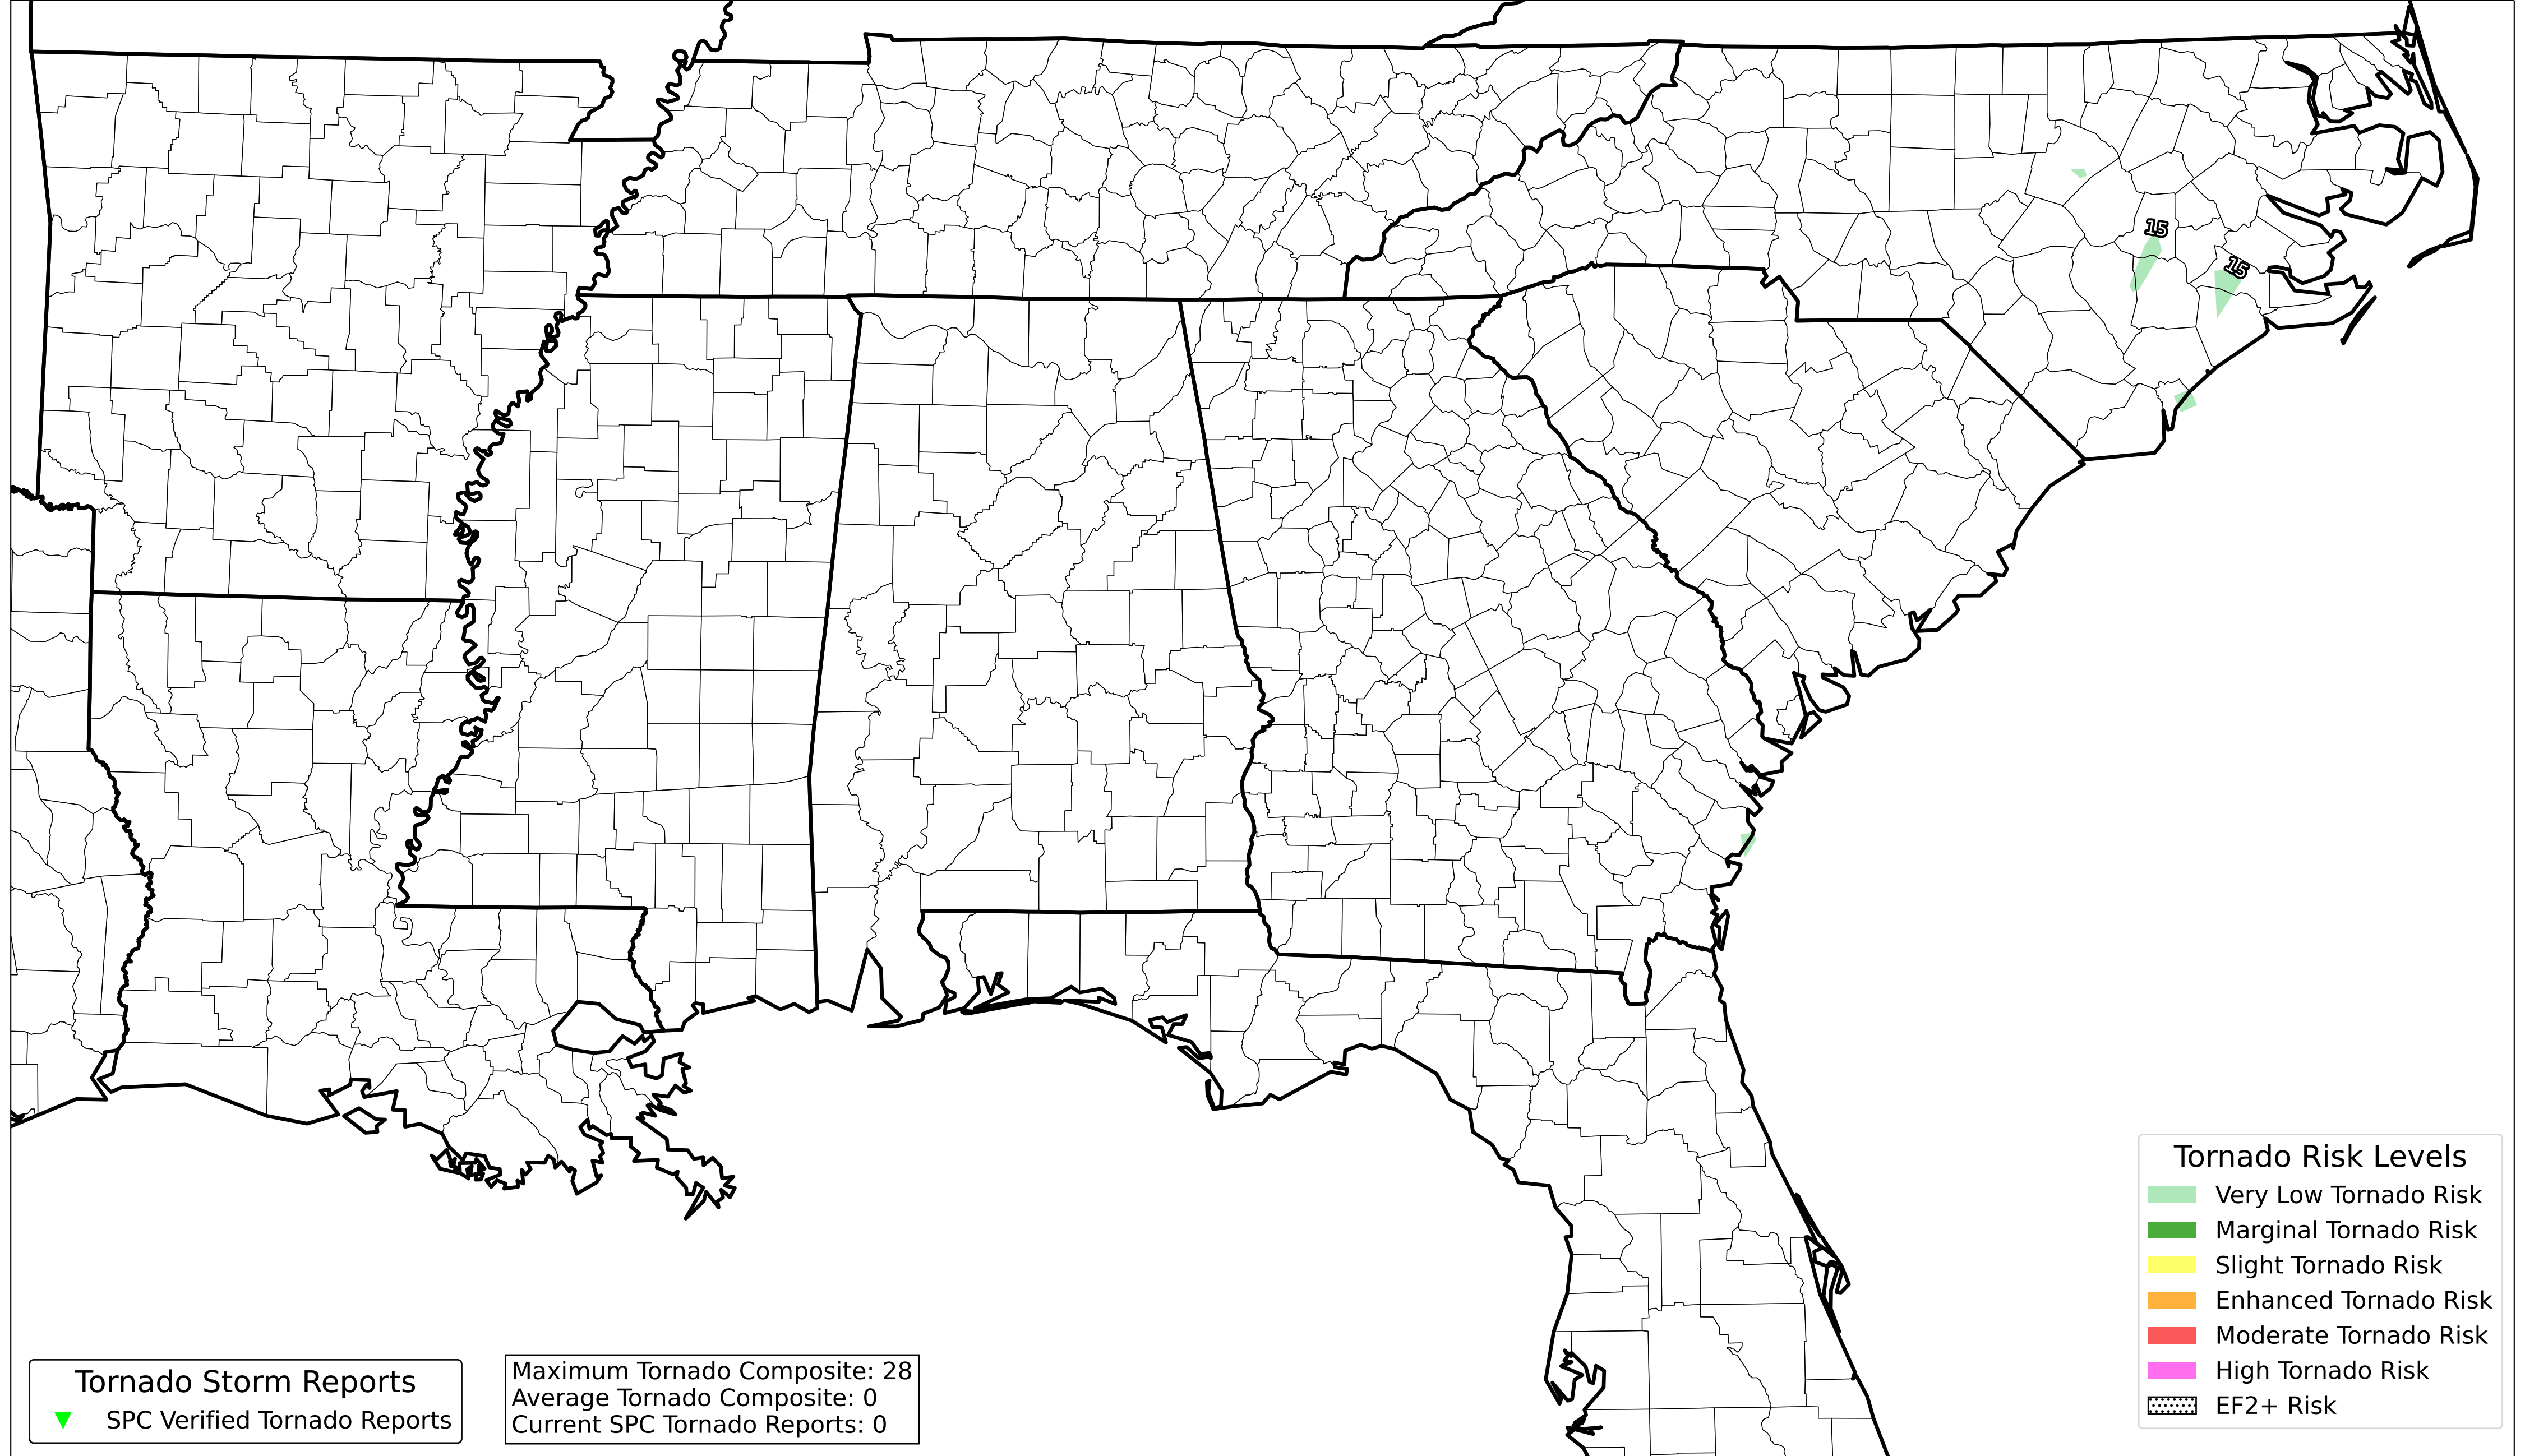 15
15
Tornado Risk Levels
Very Low Tornado Risk
Marginal Tornado Risk
Slight Tornado Risk
Enhanced Tornado Risk
Moderate Tornado Risk
High Tornado Risk
EF2+ Risk
Tornado Storm Reports
SPC Verified Tornado Reports
Maximum Tornado Composite: 28
Average Tornado Composite: 0
Current SPC Tornado Reports: 0